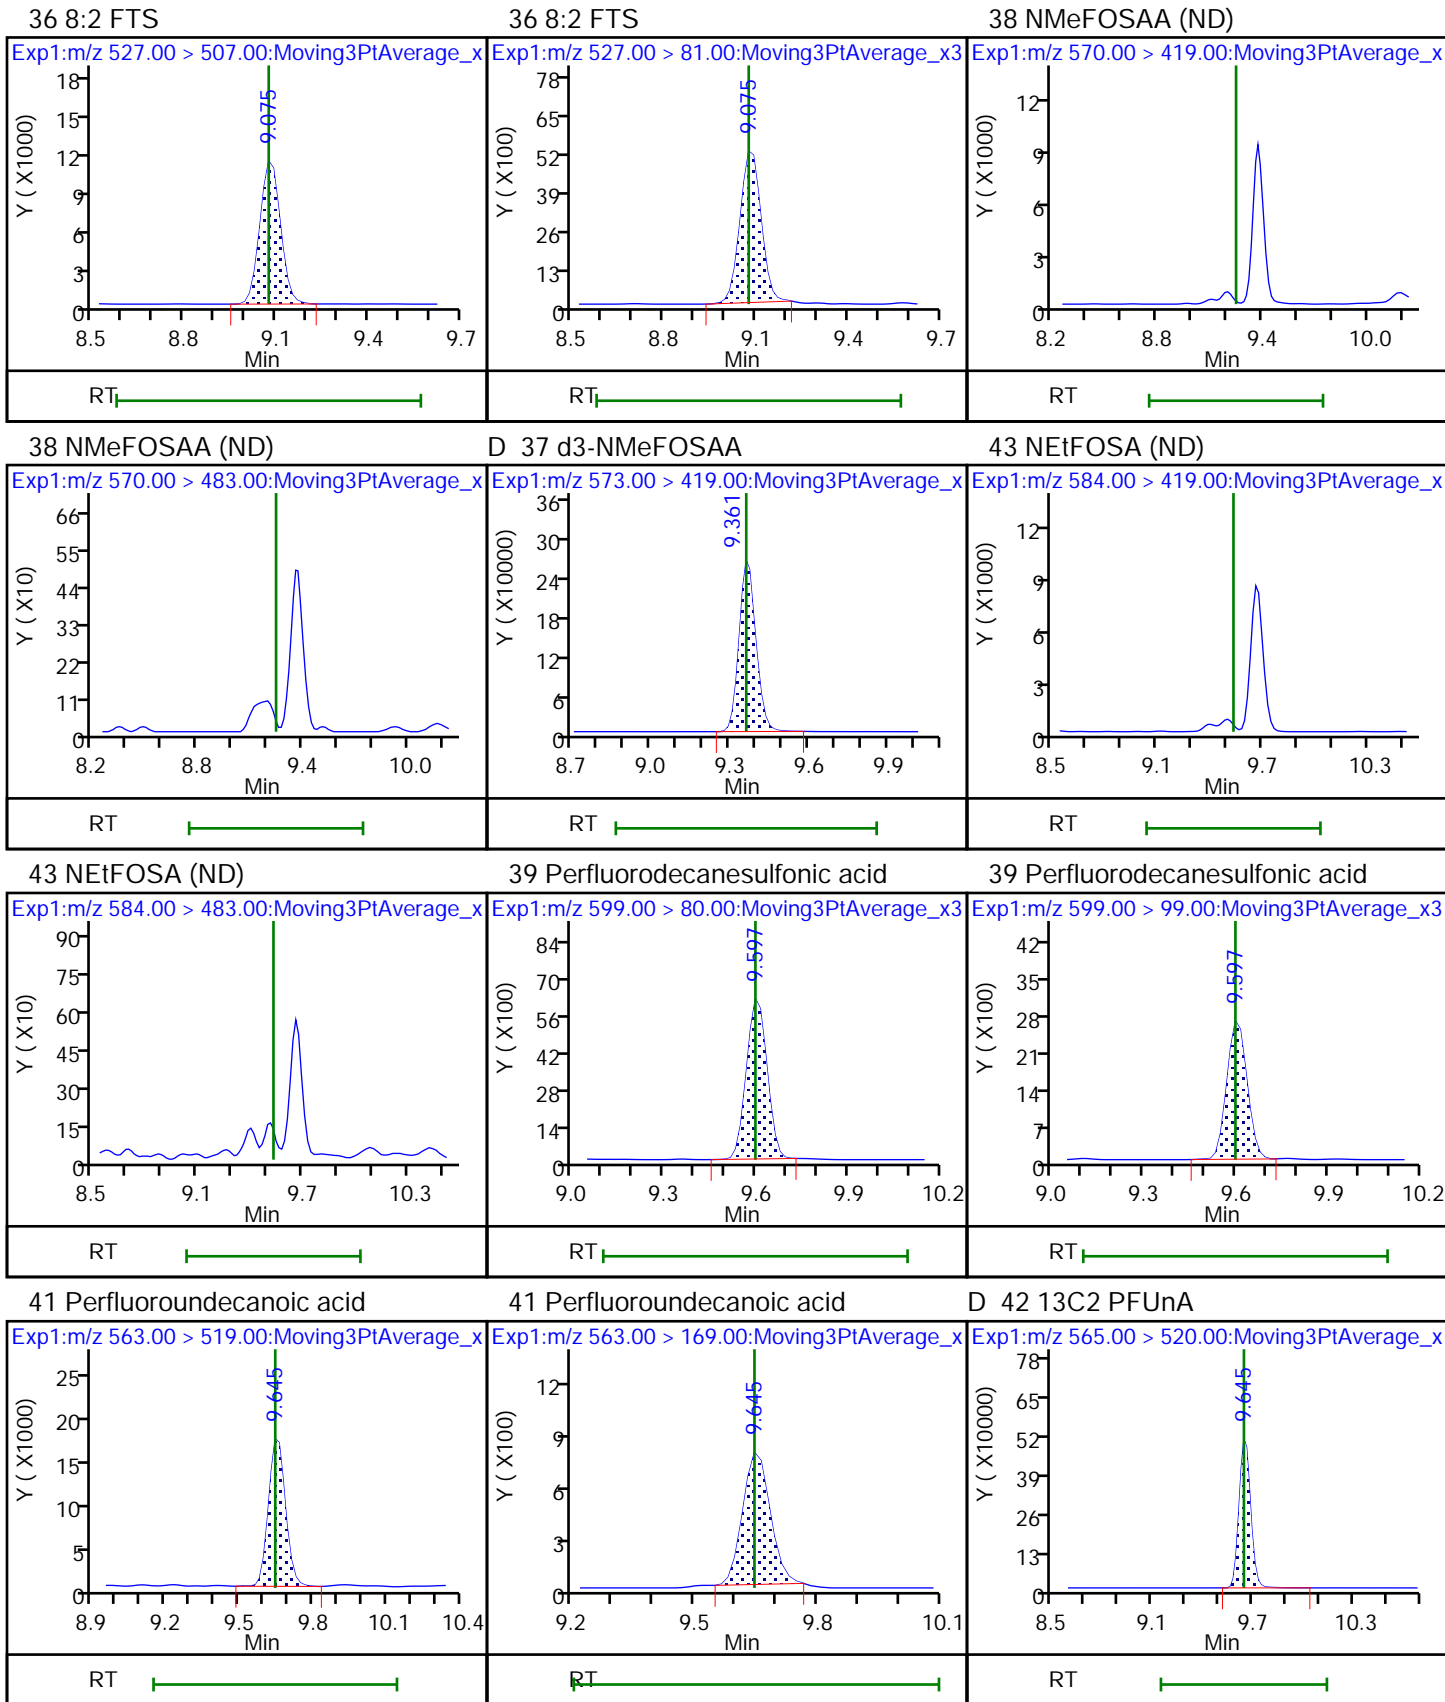 36 8:2 FTS
Exp1:m/z 527.00 > 507.00:Moving3PtAverage_x
Y ( X1000)
18
15
12
9
6
3
0
9.075
8.5 8.8 9.1 9.4 9.7
Min
RT
36 8:2 FTS
Exp1:m/z 527.00 > 81.00:Moving3PtAverage_x3
Y ( X100)
78
65
52
39
26
13
0
9.075
8.5 8.8 9.1 9.4 9.7
Min
RT
38 NMeFOSAA (ND)
Exp1:m/z 570.00 > 419.00:Moving3PtAverage_x
Y ( X1000)
12
9
6
3
0
8.2 8.8 9.4 10.0
Min
RT
38 NMeFOSAA (ND)
Exp1:m/z 570.00 > 483.00:Moving3PtAverage_x
Y ( X10)
66
55
44
33
22
11
0
8.2 8.8 9.4 10.0
Min
RT
D 37 d3-NMeFOSAA
Exp1:m/z 573.00 > 419.00:Moving3PtAverage_x
Y ( X10000)
36
30
24
18
12
6
0
9.361
8.7 9.0 9.3 9.6 9.9
Min
RT
43 NEtFOSA (ND)
Exp1:m/z 584.00 > 419.00:Moving3PtAverage_x
Y ( X1000)
12
9
6
3
0
8.5 9.1 9.7 10.3
Min
RT
43 NEtFOSA (ND)
Exp1:m/z 584.00 > 483.00:Moving3PtAverage_x
Y ( X10)
90
75
60
45
30
15
0
8.5 9.1 9.7 10.3
Min
RT
39 Perfluorodecanesulfonic acid
Exp1:m/z 599.00 > 80.00:Moving3PtAverage_x3
Y ( X100)
84
70
56
42
28
14
0
9.597
9.0 9.3 9.6 9.9 10.2
Min
RT
39 Perfluorodecanesulfonic acid
Exp1:m/z 599.00 > 99.00:Moving3PtAverage_x3
Y ( X100)
42
35
28
21
14
7
0
9.597
9.0 9.3 9.6 9.9 10.2
Min
RT
41 Perfluoroundecanoic acid
Exp1:m/z 563.00 > 519.00:Moving3PtAverage_x
Y ( X1000)
25
20
15
10
5
0
9.645
8.9 9.2 9.5 9.8 10.1 10.4
Min
RT
41 Perfluoroundecanoic acid
Exp1:m/z 563.00 > 169.00:Moving3PtAverage_x
Y ( X100)
12
9
6
3
0
9.645
9.2 9.5 9.8 10.1
Min
RT
D 42 13C2 PFUnA
Exp1:m/z 565.00 > 520.00:Moving3PtAverage_x
Y ( X10000)
78
65
52
39
26
13
0
9.645
8.5 9.1 9.7 10.3
Min
RT